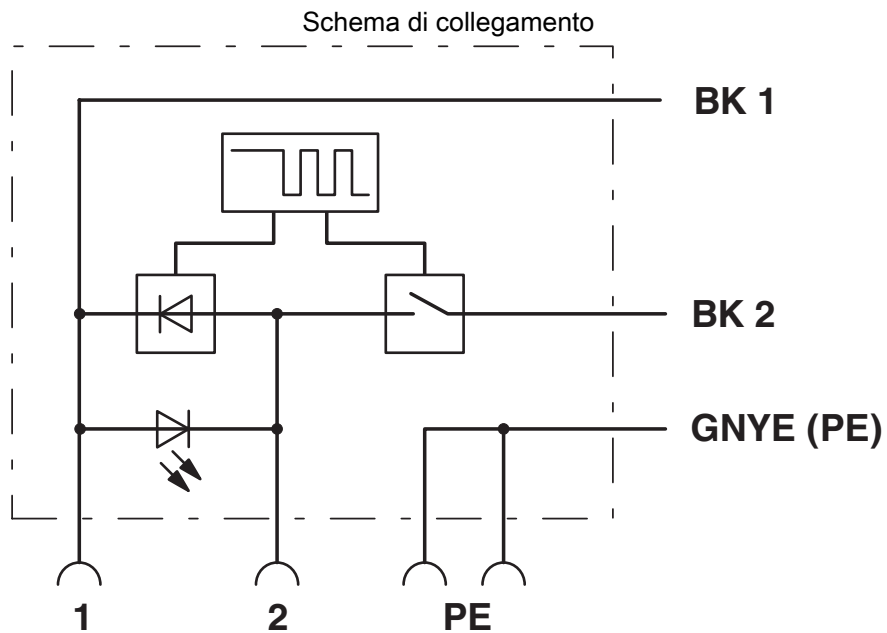 Schema di collegamento
BK 1
BK 2
GNYE (PE)
1 2 PE